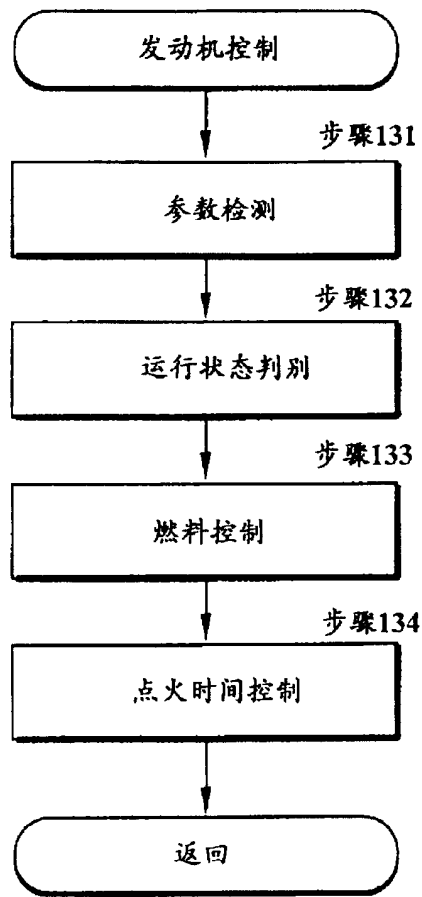 发动机控制
步骤131
参数检测
步骤132
运行状态判别
步骤133
燃料控制
步骤134
点火时间控制
返回